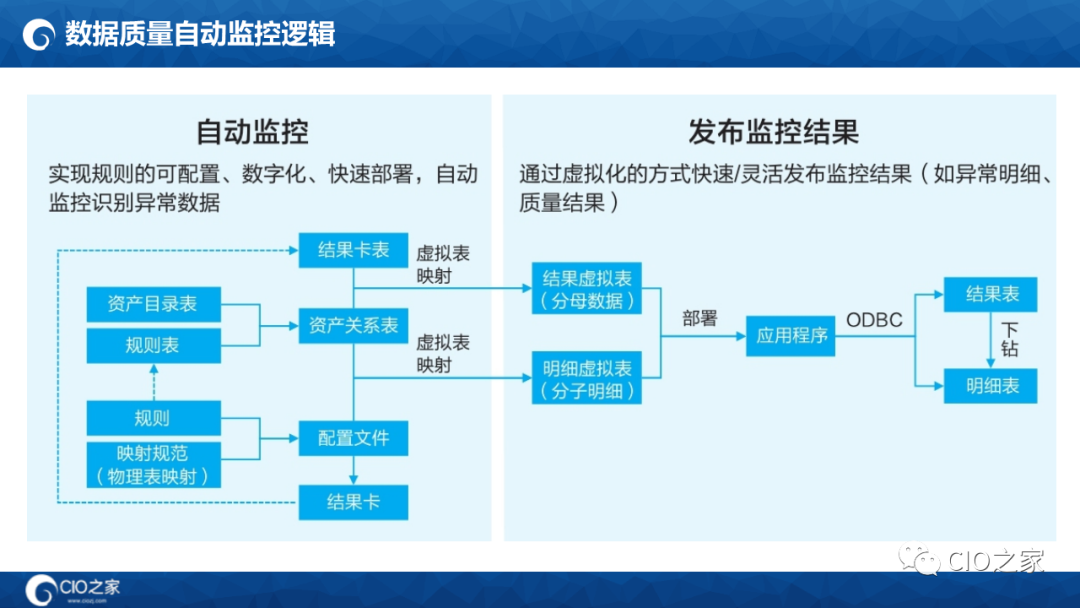 数据质量自动监控逻辑
自动监控
实现规则的可配置、数字化、快速部署，自动
监控识别异常数据
结果卡表
资产目录表
规则表
资产关系表
规则
映射规范
（物理表映射）
配置文件
结果卡
虚拟表
映射
虚拟表
映射
发布监控结果
通过虚拟化的方式快速/灵活发布监控结果（如异常明细、
质量结果）
结果虚拟表
（分母数据）
明细虚拟表
（分子明细）
部署
应用程序
ODBC
结果表
下
钻
明细表
CIO之家
CIO之家
www.ciozj.com